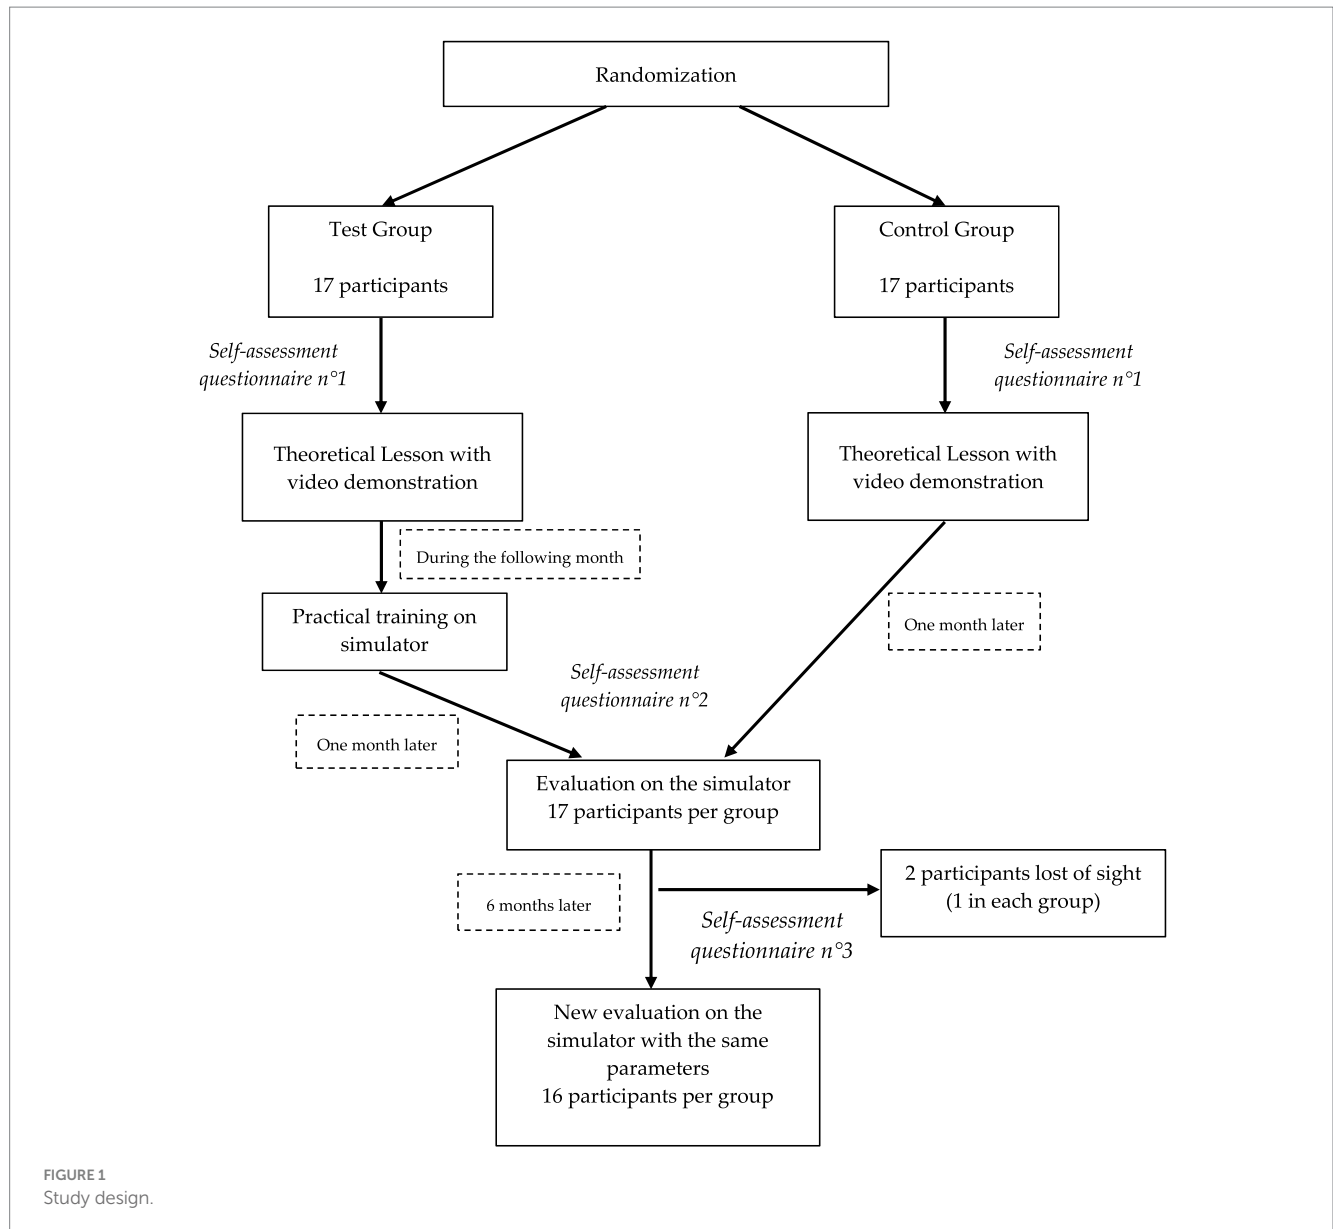 Randomization
Test Group
17 participants
Control Group
17 participants
Self-assessment
questionnaire n°1
Self-assessment
questionnaire n°1
Theoretical Lesson with
video demonstration
Theoretical Lesson with
video demonstration
During the following month
Practical training on
simulator
One month later
Self-assessment
questionnaire n°2
One month later
Evaluation on the simulator
17 participants per group
2 participants lost of sight
(1 in each group)
6 months later
Self-assessment
questionnaire n°3
New evaluation on the
simulator with the same
parameters
16 participants per group
FIGURE 1
Study design.